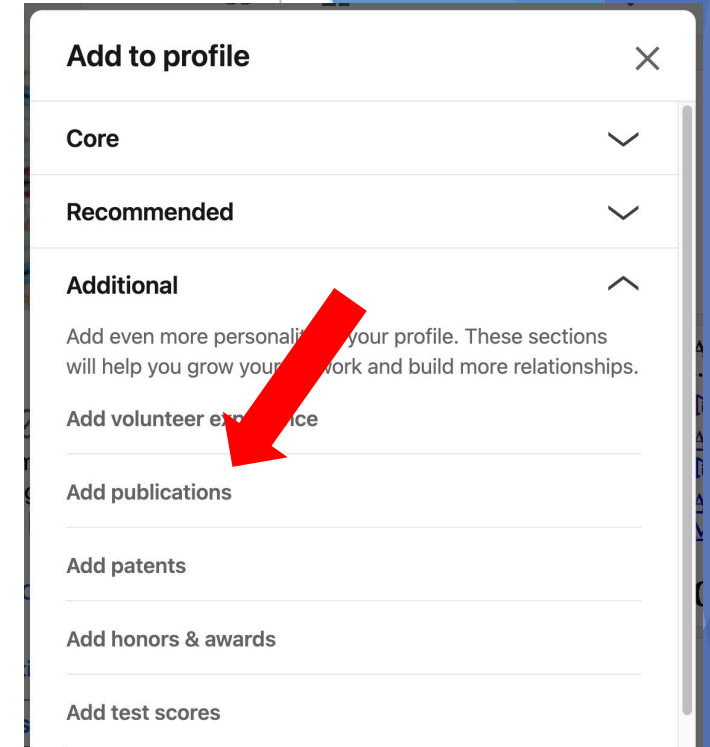 Add to profile
Core
Recommended
Additional
Add even more your profile. These sections
will help you grow and build more relationships.
Add volunteer
Add publications
Add patents
Add honors & awards
Add test scores